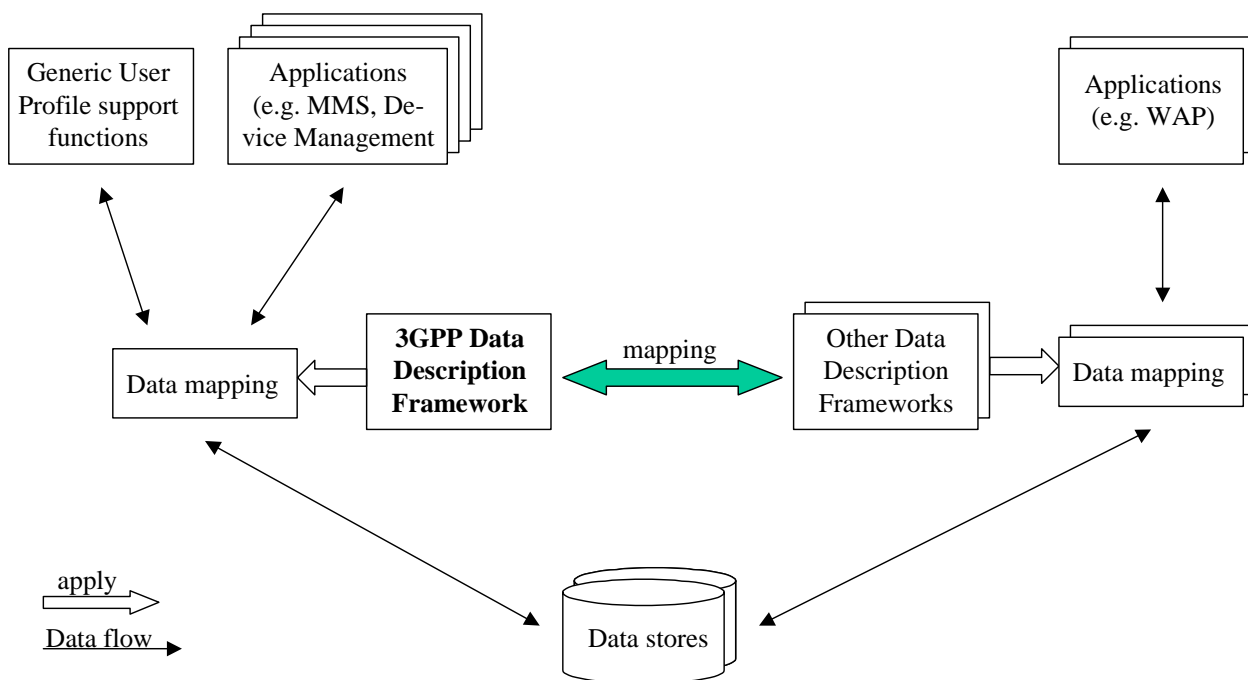 Generic User
Profile support
functions
Applications
(e.g. MMS, De-
vice Management
Applications
(e.g. WAP)
Data mapping
3GPP Data
Description
Framework
mapping
Other Data
Description
Frameworks
Data mapping
apply
Data flow
Data stores